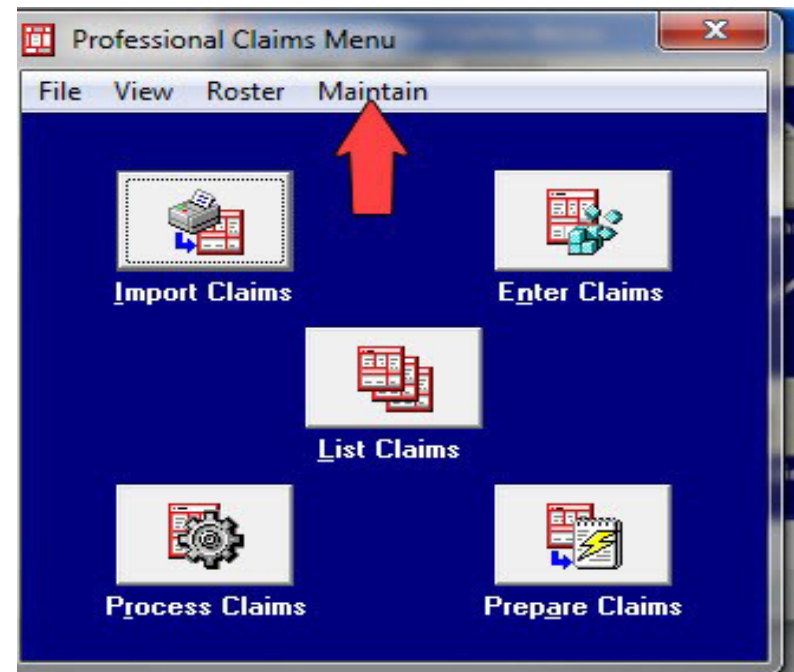 Professional Claims Menu
File View Roster Maintain
Import Claims Enter Claims
List Claims
Process Claims Prepare Claims